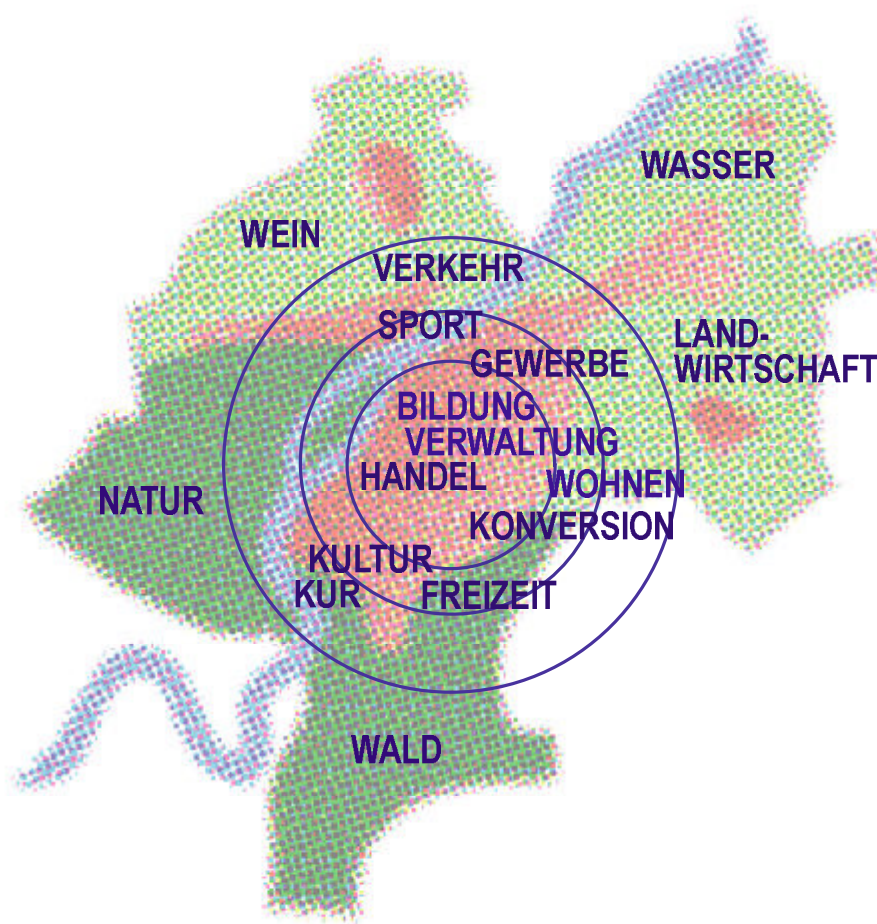 WASSER
WEIN
VERKEHR
SPORT
LAND-
WIRTSCHAFT
GEWERBE
BILDUNG
VERWALTUNG
HANDEL
WOHNEN
NATUR
KONVERSION
KULTUR
KUR
FREIZEIT
WALD